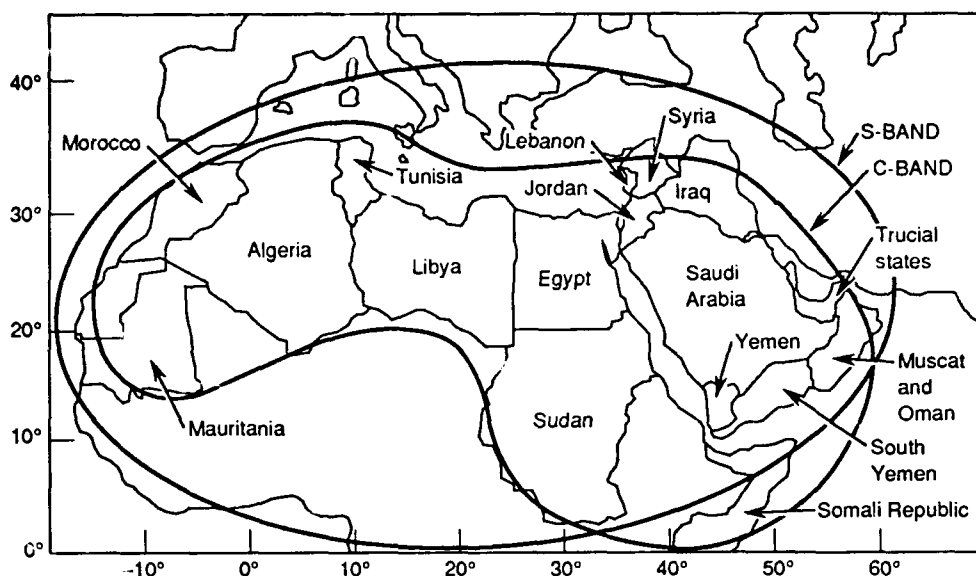 40°
30°
20°
10°
0°
Morocco
Tunisia
Lebanon
Syria
Jordan
Iraq
S-BAND
C-BAND
Trucial
states
Algeria
Libya
Egypt
Saudi
Arabia
Yemen
Muscat
and
Oman
Mauritania
Sudan
South
Yemen
Somali Republic
-10° 0° 10° 20° 30° 40° 50° 60°